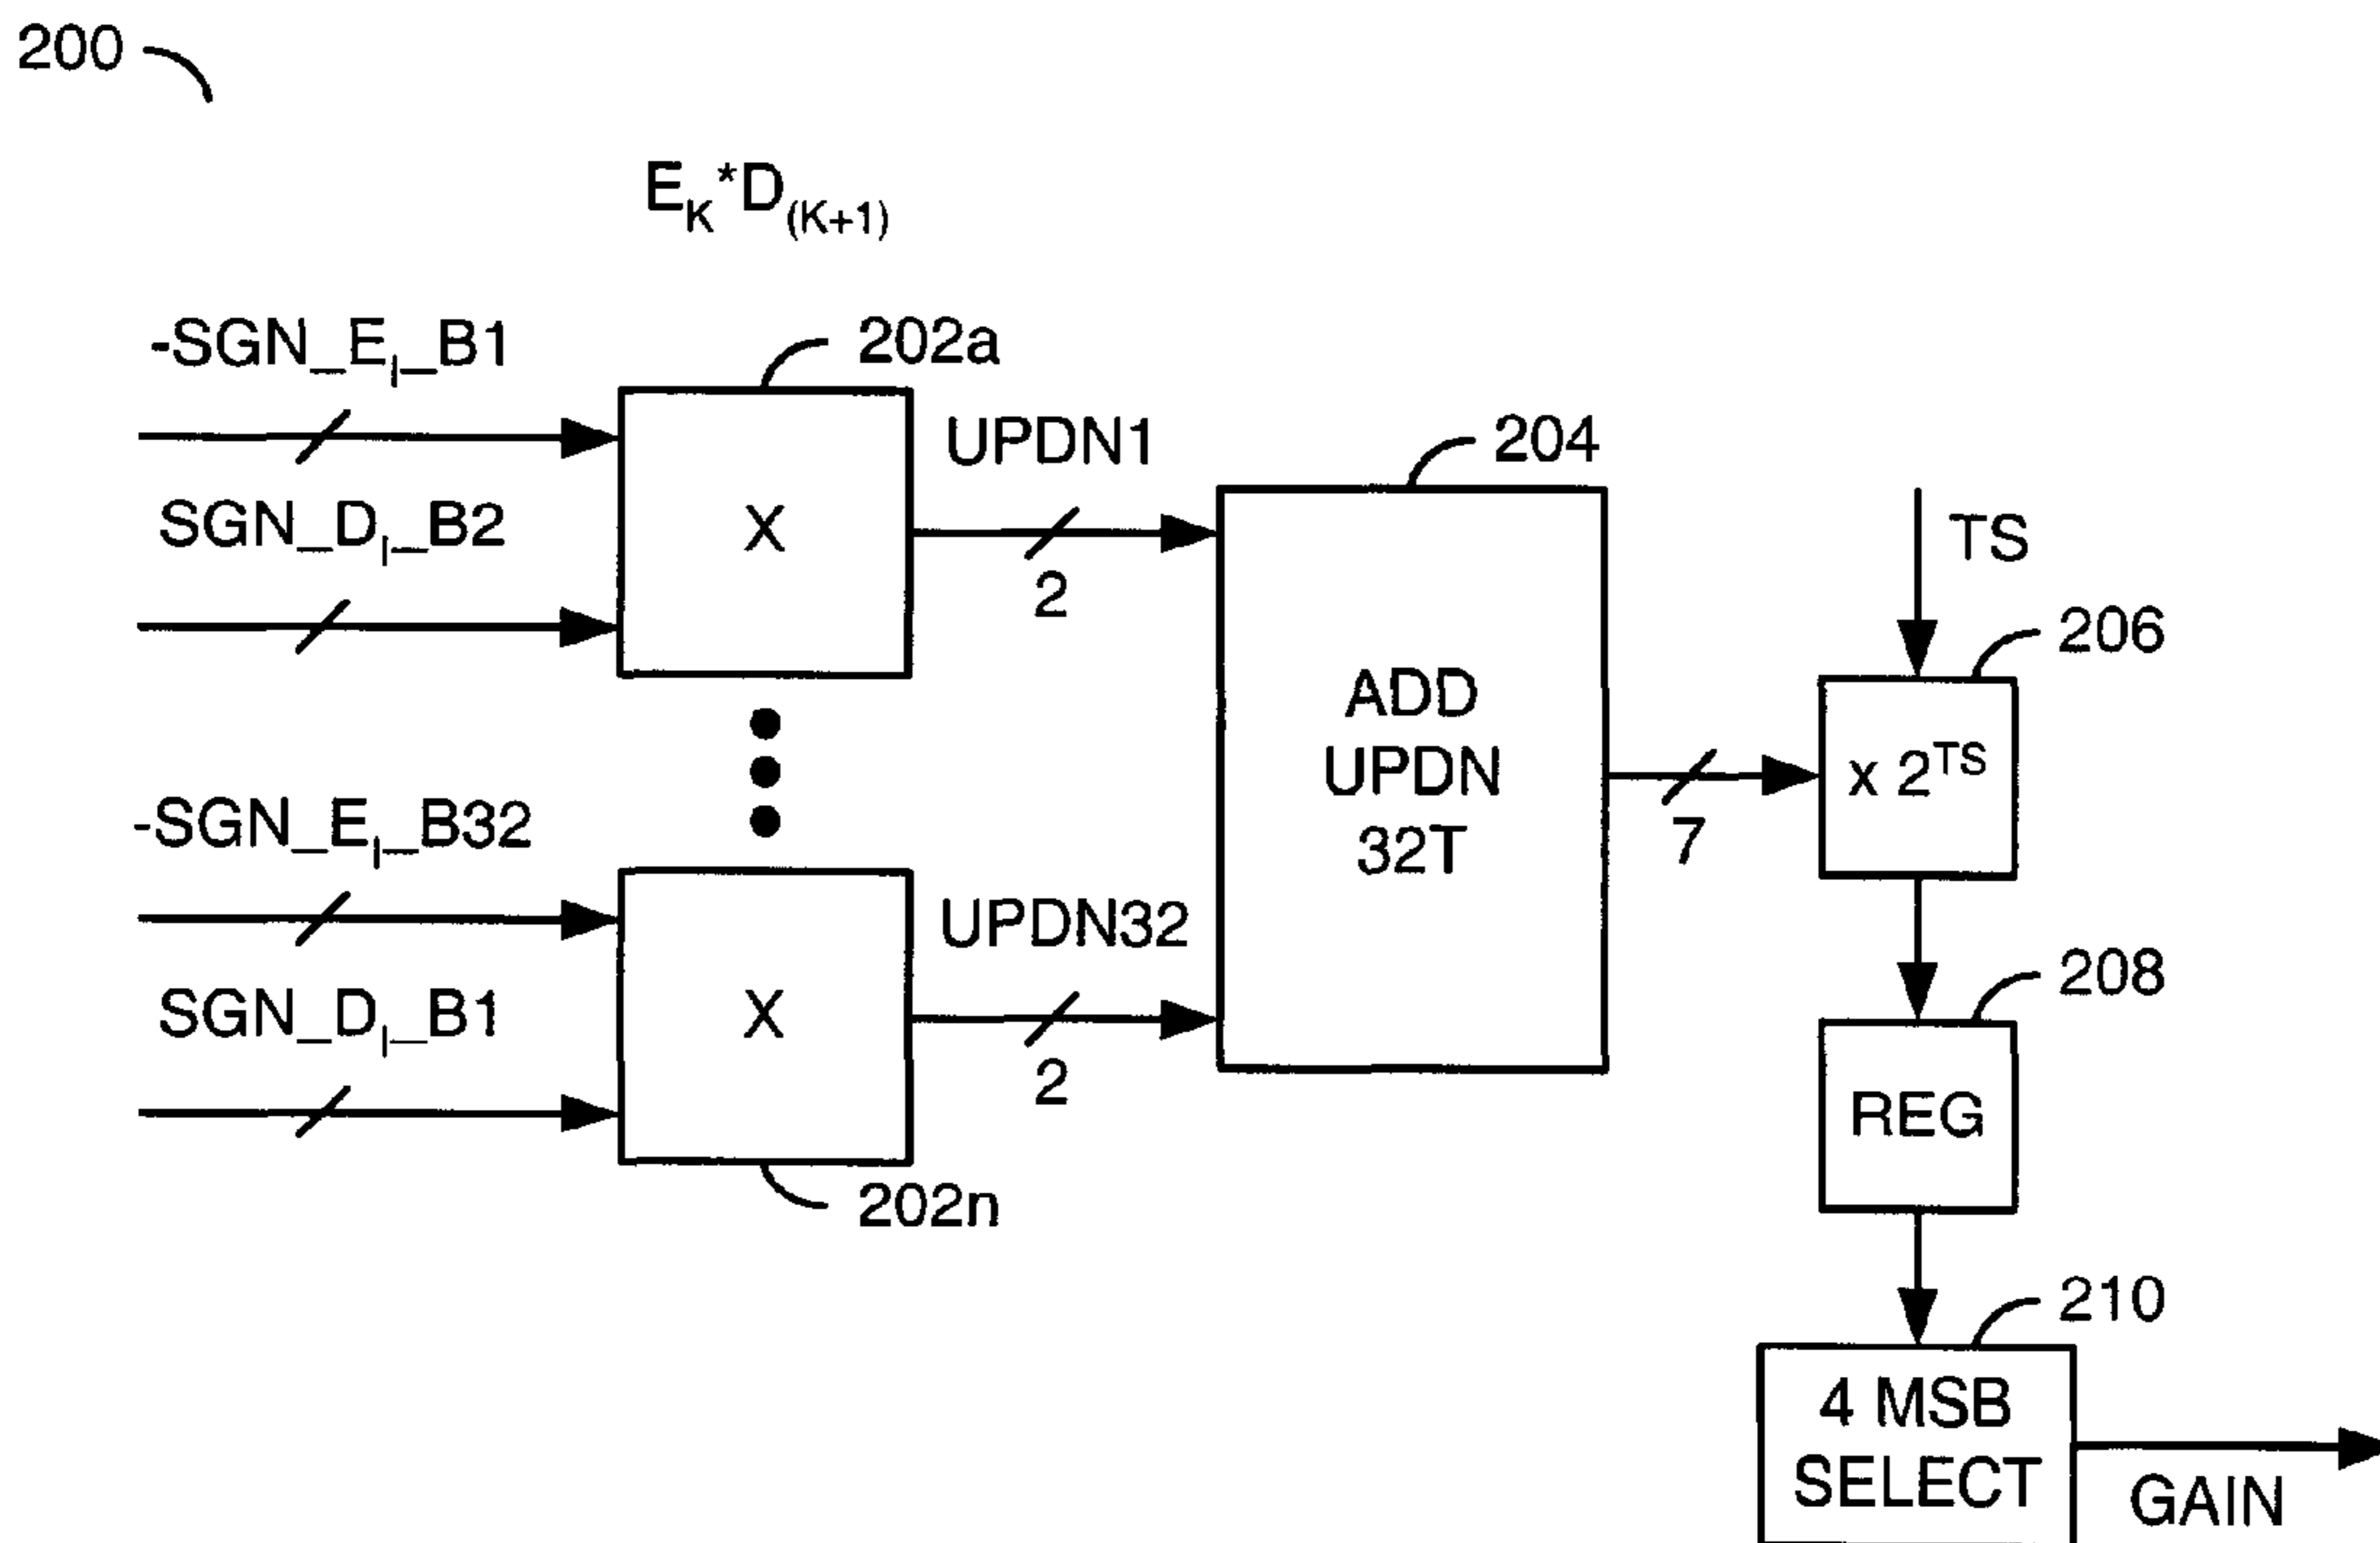 200
E_K*D_(K+1)
-SGN_E_I_B1
202a
UPDN1
SGN_D_I_B2
X
2
204
TS
206
ADD
UPDN
32T
7
x 2^TS
-SGN_E_I_B32
UPDN32
208
SGN_D_I_B1
X
2
REG
202n
210
4 MSB
SELECT
GAIN